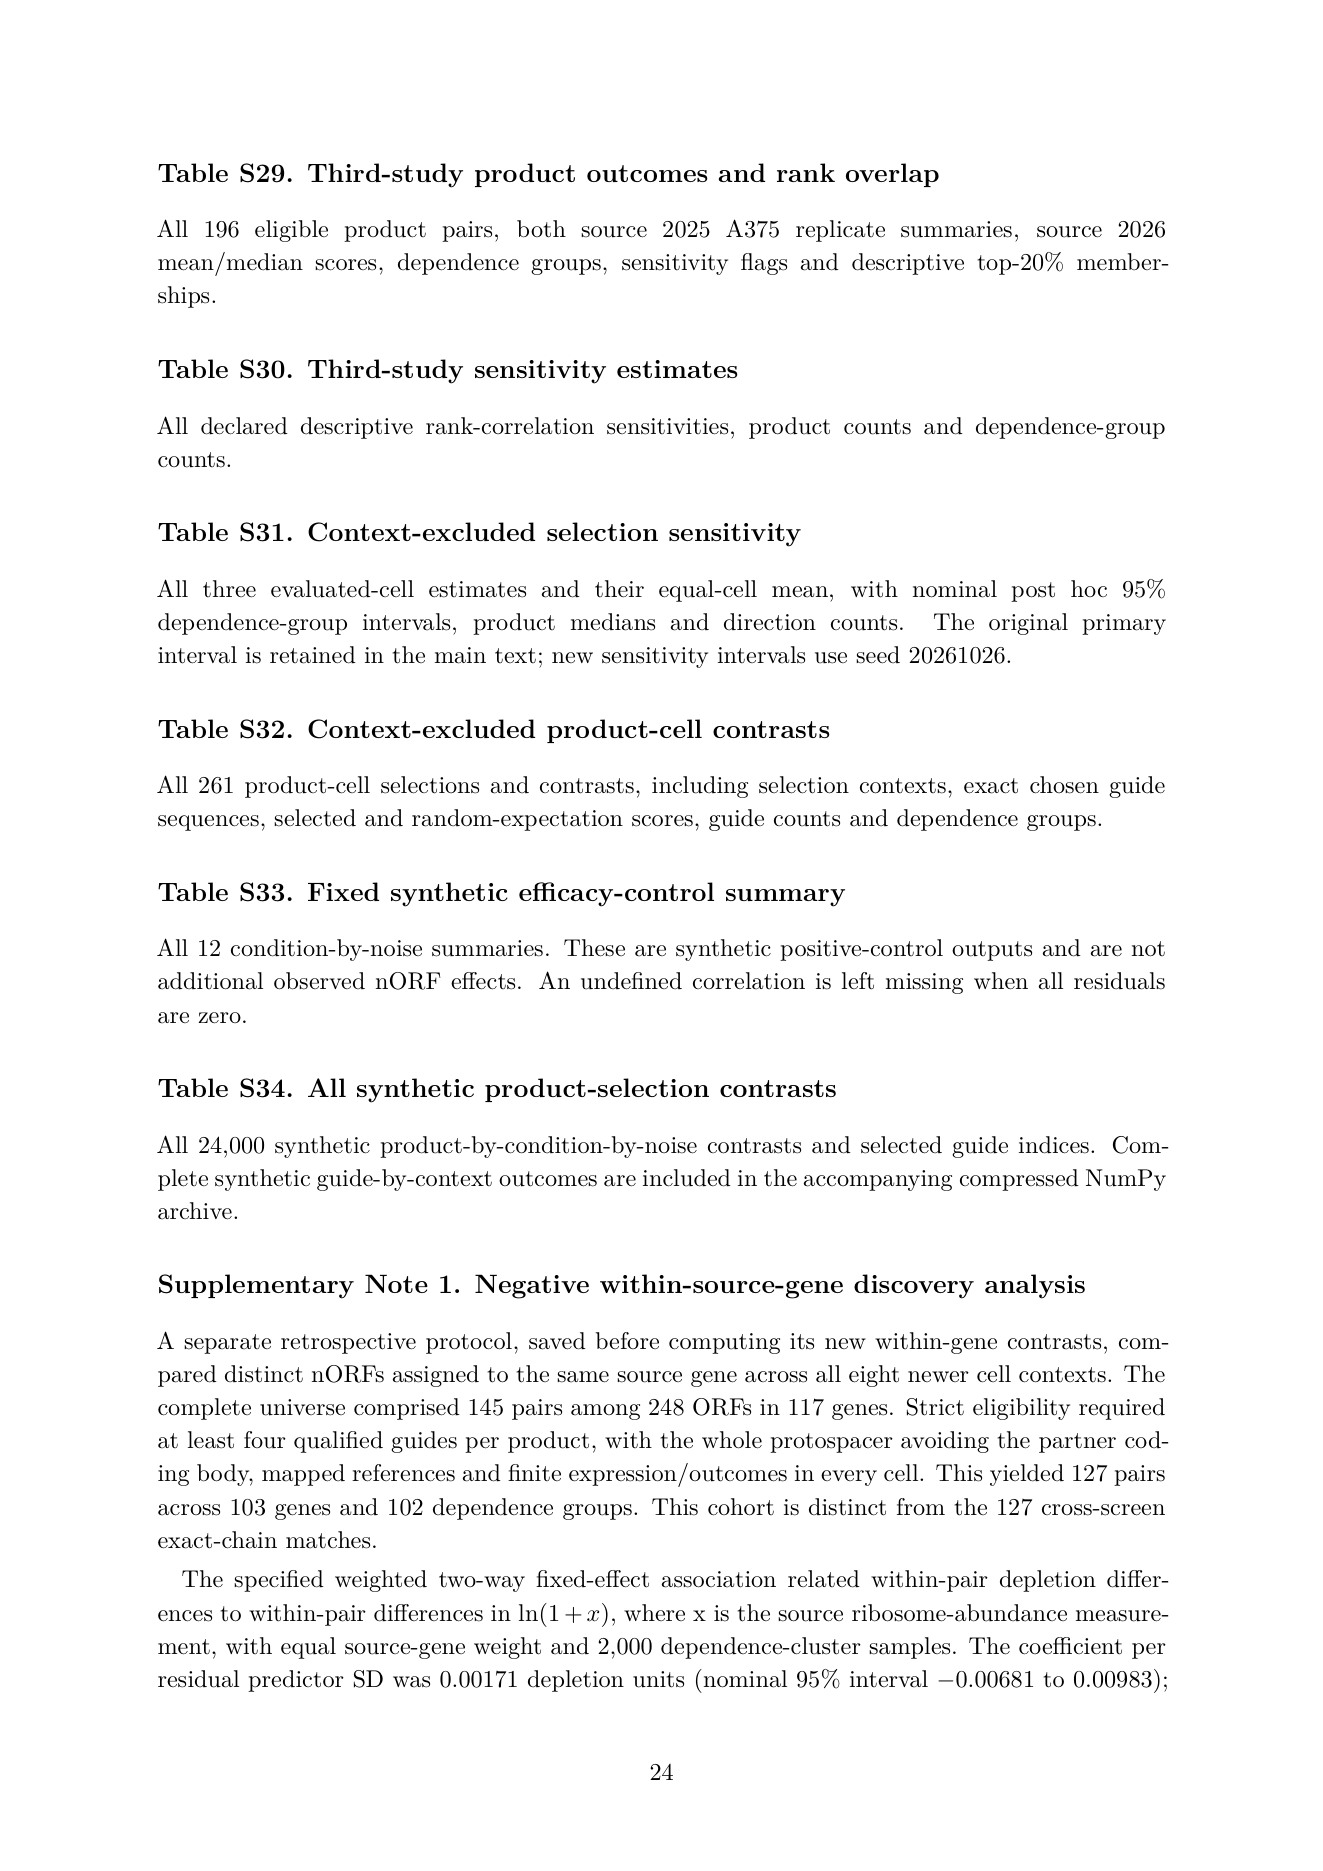 Table S29. Third-study product outcomes and rank overlap
All 196 eligible product pairs, both source 2025 A375 replicate summaries, source 2026
mean/median scores, dependence groups, sensitivity flags and descriptive top-20% member-
ships.
Table S30. Third-study sensitivity estimates
All declared descriptive rank-correlation sensitivities, product counts and dependence-group
counts.
Table S31. Context-excluded selection sensitivity
All three evaluated-cell estimates and their equal-cell mean, with nominal post hoc 95%
dependence-group intervals, product medians and direction counts. The original primary
interval is retained in the main text; new sensitivity intervals use seed 20261026.
Table S32. Context-excluded product-cell contrasts
All 261 product-cell selections and contrasts, including selection contexts, exact chosen guide
sequences, selected and random-expectation scores, guide counts and dependence groups.
Table S33. Fixed synthetic efficacy-control summary
All 12 condition-by-noise summaries. These are synthetic positive-control outputs and are not
additional observed nORF effects. An undefined correlation is left missing when all residuals
are zero.
Table S34. All synthetic product-selection contrasts
All 24,000 synthetic product-by-condition-by-noise contrasts and selected guide indices. Com-
plete synthetic guide-by-context outcomes are included in the accompanying compressed NumPy
archive.
Supplementary Note 1. Negative within-source-gene discovery analysis
A separate retrospective protocol, saved before computing its new within-gene contrasts, com-
pared distinct nORFs assigned to the same source gene across all eight newer cell contexts. The
complete universe comprised 145 pairs among 248 ORFs in 117 genes. Strict eligibility required
at least four qualified guides per product, with the whole protospacer avoiding the partner cod-
ing body, mapped references and finite expression/outcomes in every cell. This yielded 127 pairs
across 103 genes and 102 dependence groups. This cohort is distinct from the 127 cross-screen
exact-chain matches.
The specified weighted two-way fixed-effect association related within-pair depletion differ-
ences to within-pair differences in ln(1 + x), where x is the source ribosome-abundance measure-
ment, with equal source-gene weight and 2,000 dependence-cluster samples. The coefficient per
residual predictor SD was 0.00171 depletion units (nominal 95% interval −0.00681 to 0.00983);
24